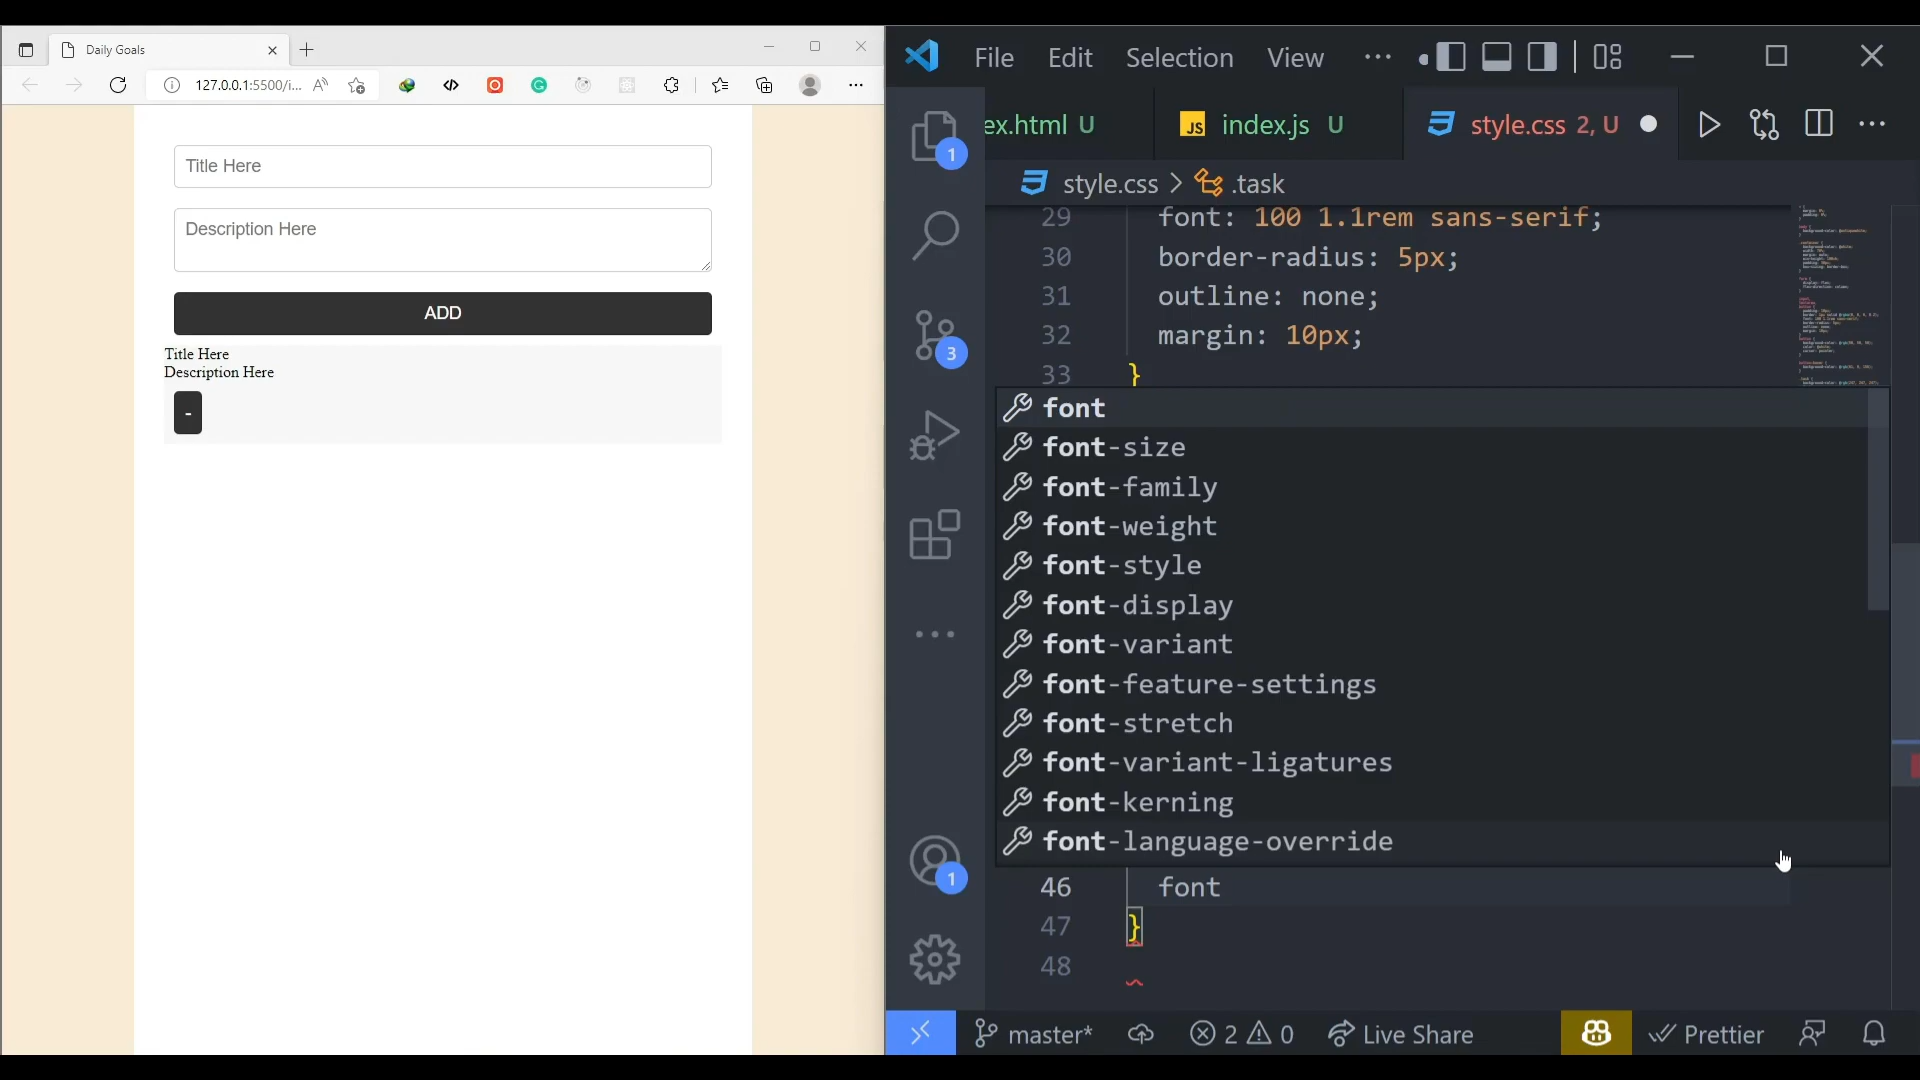 Daily Goals
127.0.0.1:5500/i...
Title Here
Description Here
ADD
Title Here
Description Here
-
File Edit Selection View
ex.html U
JS index.js U
style.css 2, U
style.css > .task
29 font: 100 1.1rem sans-serif;
30 border-radius: 5px;
31 outline: none;
32 margin: 10px;
33 }
font
font-size
font-family
font-weight
font-style
font-display
font-variant
font-feature-settings
font-stretch
font-variant-ligatures
font-kerning
font-language-override
46 font
47 }
48
1
3
1
master* 2 0 Live Share Prettier